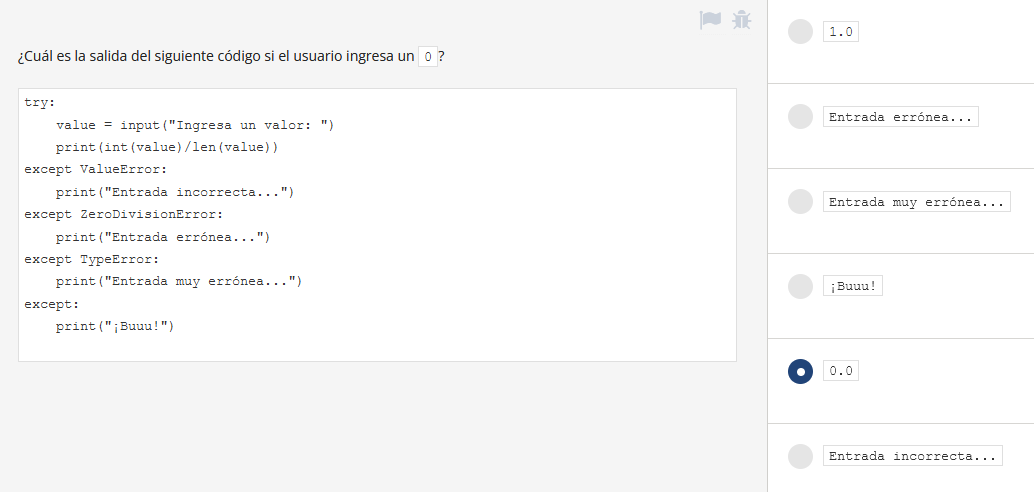 ¿Cuál es la salida del siguiente código si el usuario ingresa un 0 ?
try:
    value = input("Ingresa un valor: ")
    print(int(value)/len(value))
except ValueError:
    print("Entrada incorrecta...")
except ZeroDivisionError:
    print("Entrada errónea...")
except TypeError:
    print("Entrada muy errónea...")
except:
    print("¡Buuu!")
1.0
Entrada errónea...
Entrada muy errónea...
¡Buuu!
0.0
Entrada incorrecta...